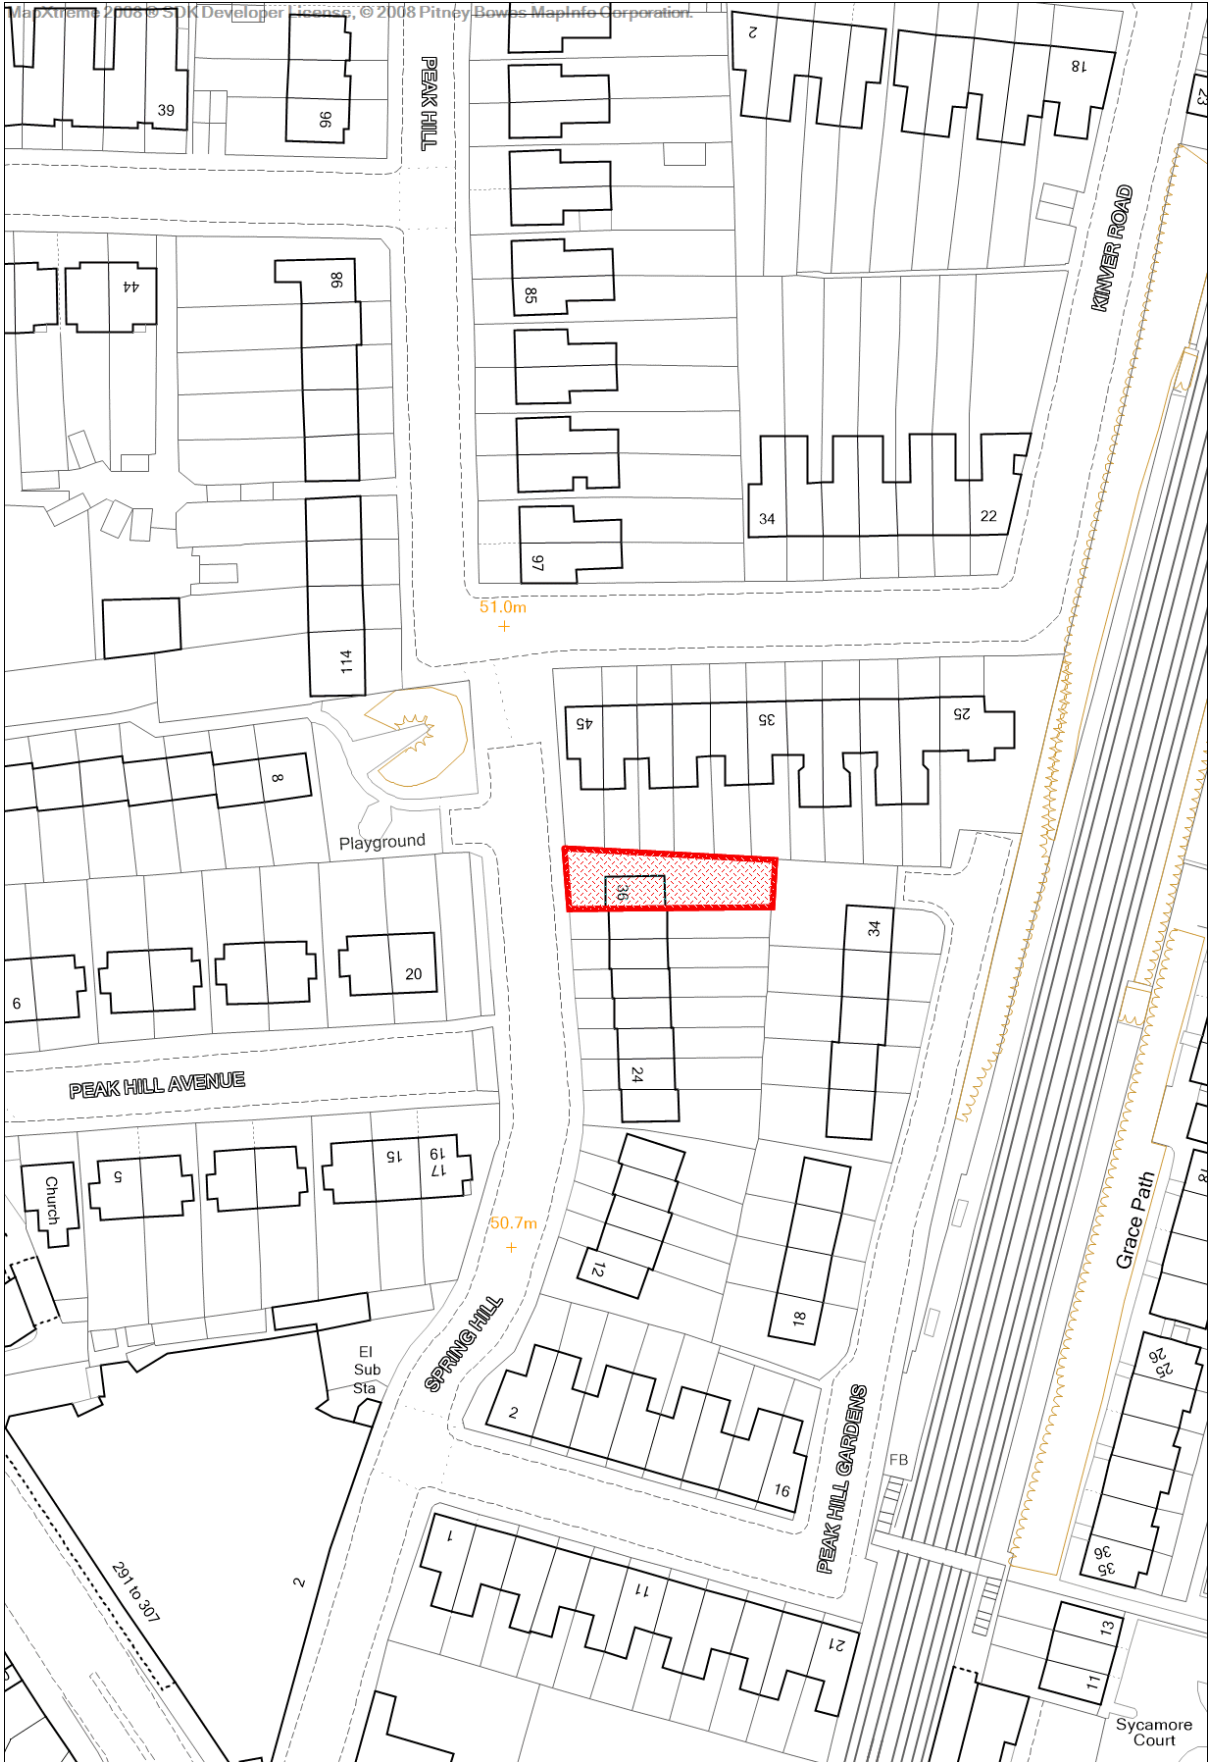 MapXtreme 2008 ® SDK Developer License, © 2008 Pitney Bowes MapInfo Corporation.
39
96
PEAK HILL
2
18
23
KINVER ROAD
44
98
85
34
22
97
51.0m
114
45
35
25
8
Playground
36
34
6
20
24
PEAK HILL AVENUE
Church
5
15
19
17
50.7m
12
18
Grace Path
SPRING HILL
El
Sub
Sta
2
16
PEAK HILL GARDENS
FB
26
25
36
35
1
11
21
291 to 307
2
13
11
Sycamore
Court